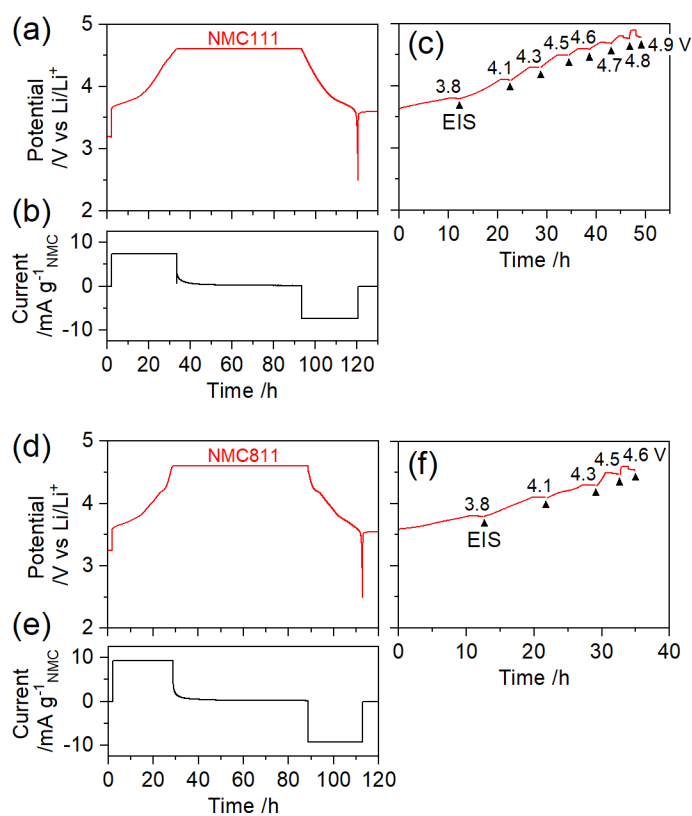 (a)
NMC111
5
4
3
2
Potential
/V vs Li/Li⁺
(b)
10
0
-10
Current
/mA g⁻¹NMC
0 20 40 60 80 100 120
Time /h
(c)
3.8
4.1
4.3
4.5
4.6
4.7
4.8
4.9 V
EIS
0 10 20 30 40 50
Time /h
(d)
NMC811
5
4
3
2
Potential
/V vs Li/Li⁺
(e)
10
0
-10
Current
/mA g⁻¹NMC
0 20 40 60 80 100 120
Time /h
(f)
3.8
4.1
4.3
4.5
4.6 V
EIS
0 10 20 30 40
Time /h